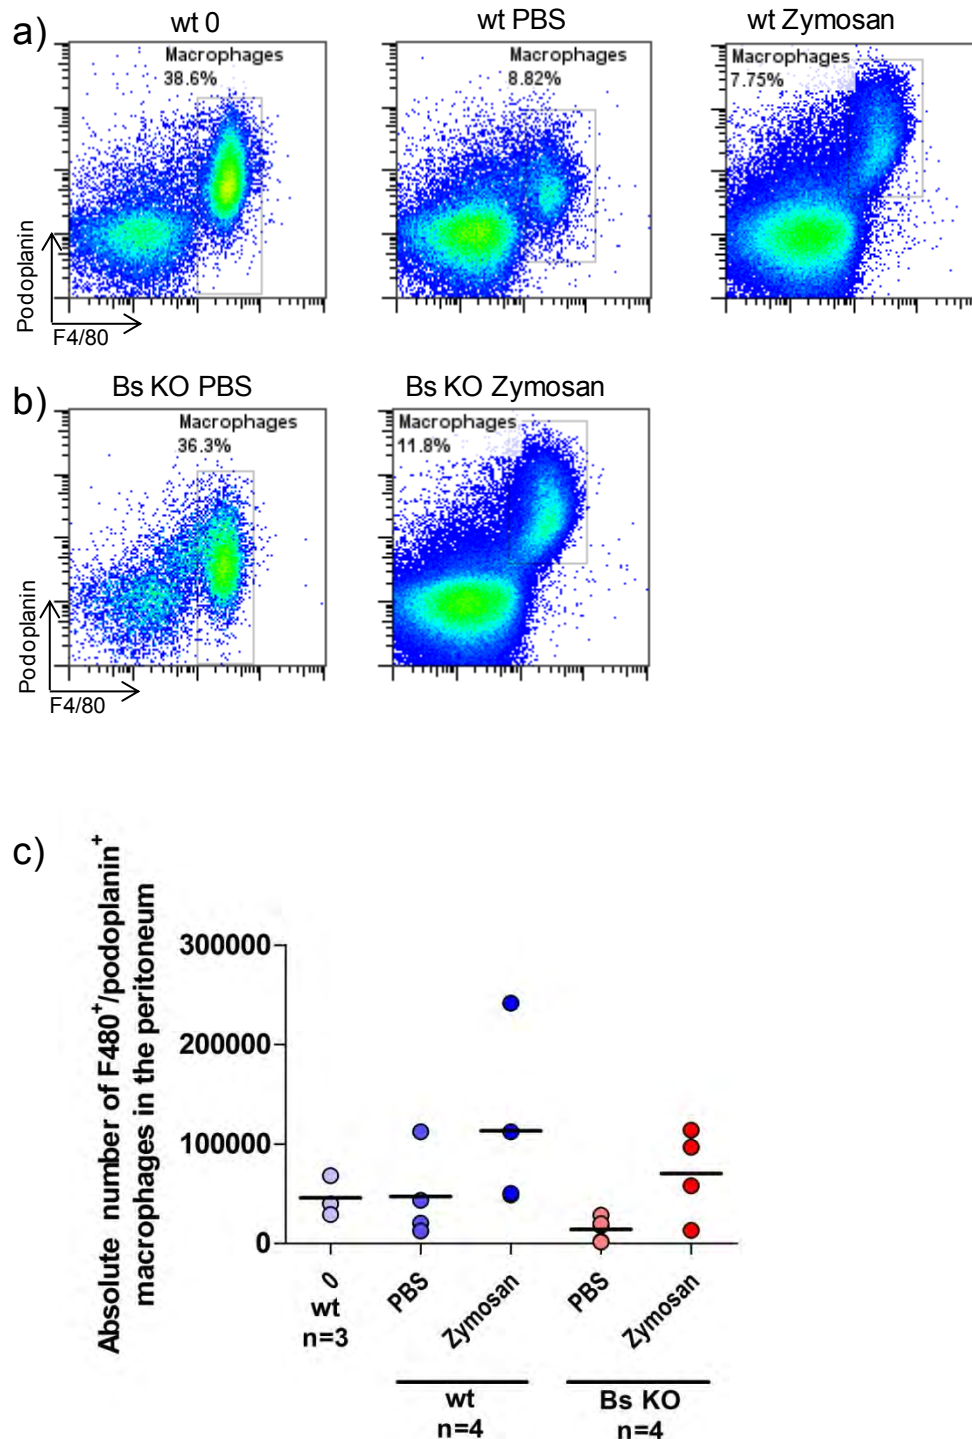 a)
wt 0
wt PBS
wt Zymosan
Macrophages
38.6%
Macrophages
8.82%
Macrophages
7.75%
Podoplanin
F4/80
b)
Bs KO PBS
Bs KO Zymosan
Macrophages
36.3%
Macrophages
11.8%
Podoplanin
F4/80
c)
Absolute number of F480⁺/podoplanin⁺
macrophages in the peritoneum
300000
200000
100000
0
0
PBS
Zymosan
PBS
Zymosan
wt
n=3
wt
n=4
Bs KO
n=4